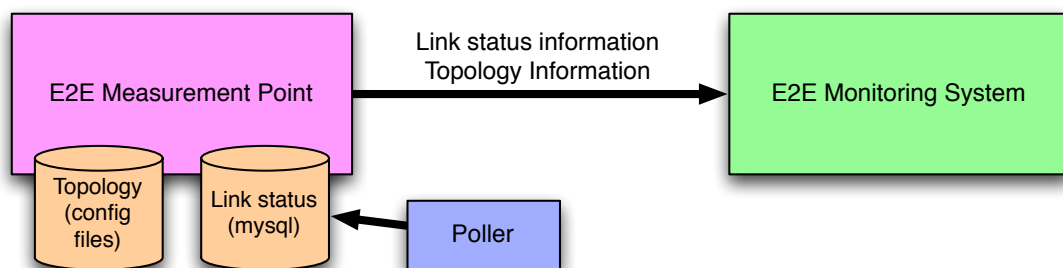 Link status information
Topology Information
E2E Measurement Point
E2E Monitoring System
Topology
(config
files)
Link status
(mysql)
Poller